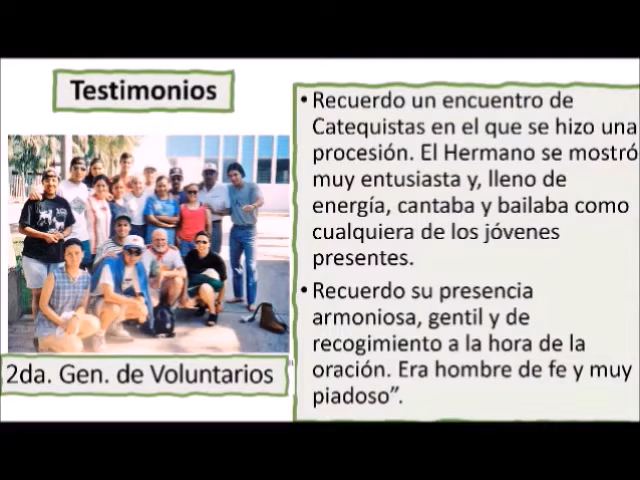 Testimonios
2da. Gen. de Voluntarios
• Recuerdo un encuentro de
Catequistas en el que se hizo una
procesión. El Hermano se mostró
muy entusiasta y, lleno de
energía, cantaba y bailaba como
cualquiera de los jóvenes
presentes.
• Recuerdo su presencia
armoniosa, gentil y de
recogimiento a la hora de la
oración. Era hombre de fe y muy
piadoso”.